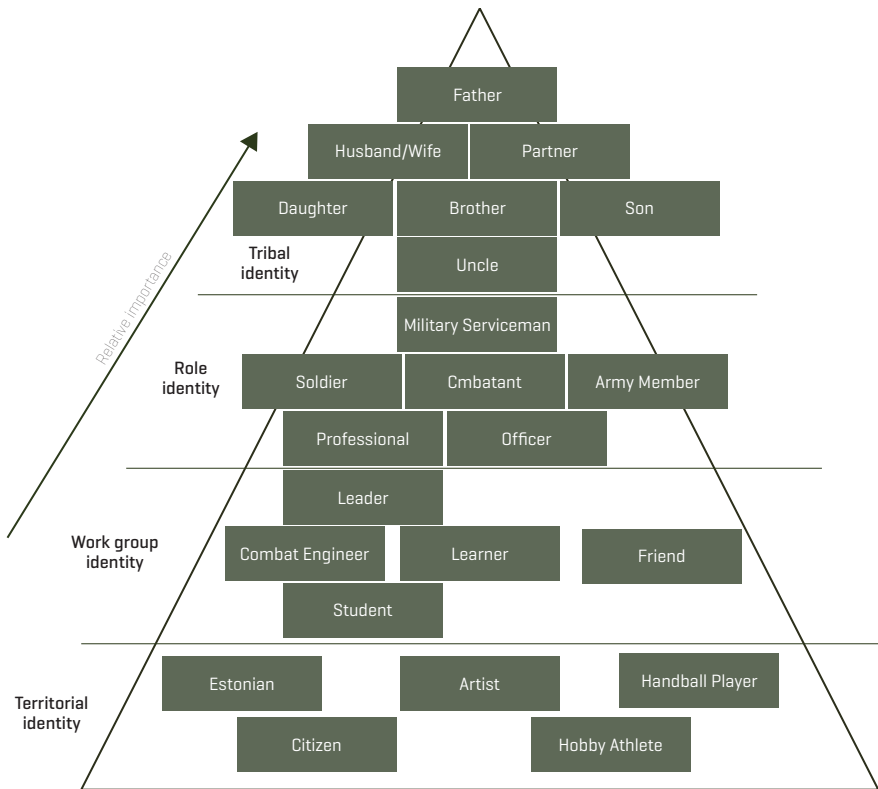 Father
Husband/Wife
Partner
Daughter
Brother
Son
Tribal
identity
Uncle
Relative importance
Military Serviceman
Role
identity
Soldier
Cmbatant
Army Member
Professional
Officer
Leader
Work group
identity
Combat Engineer
Learner
Friend
Student
Territorial
identity
Estonian
Artist
Handball Player
Citizen
Hobby Athlete